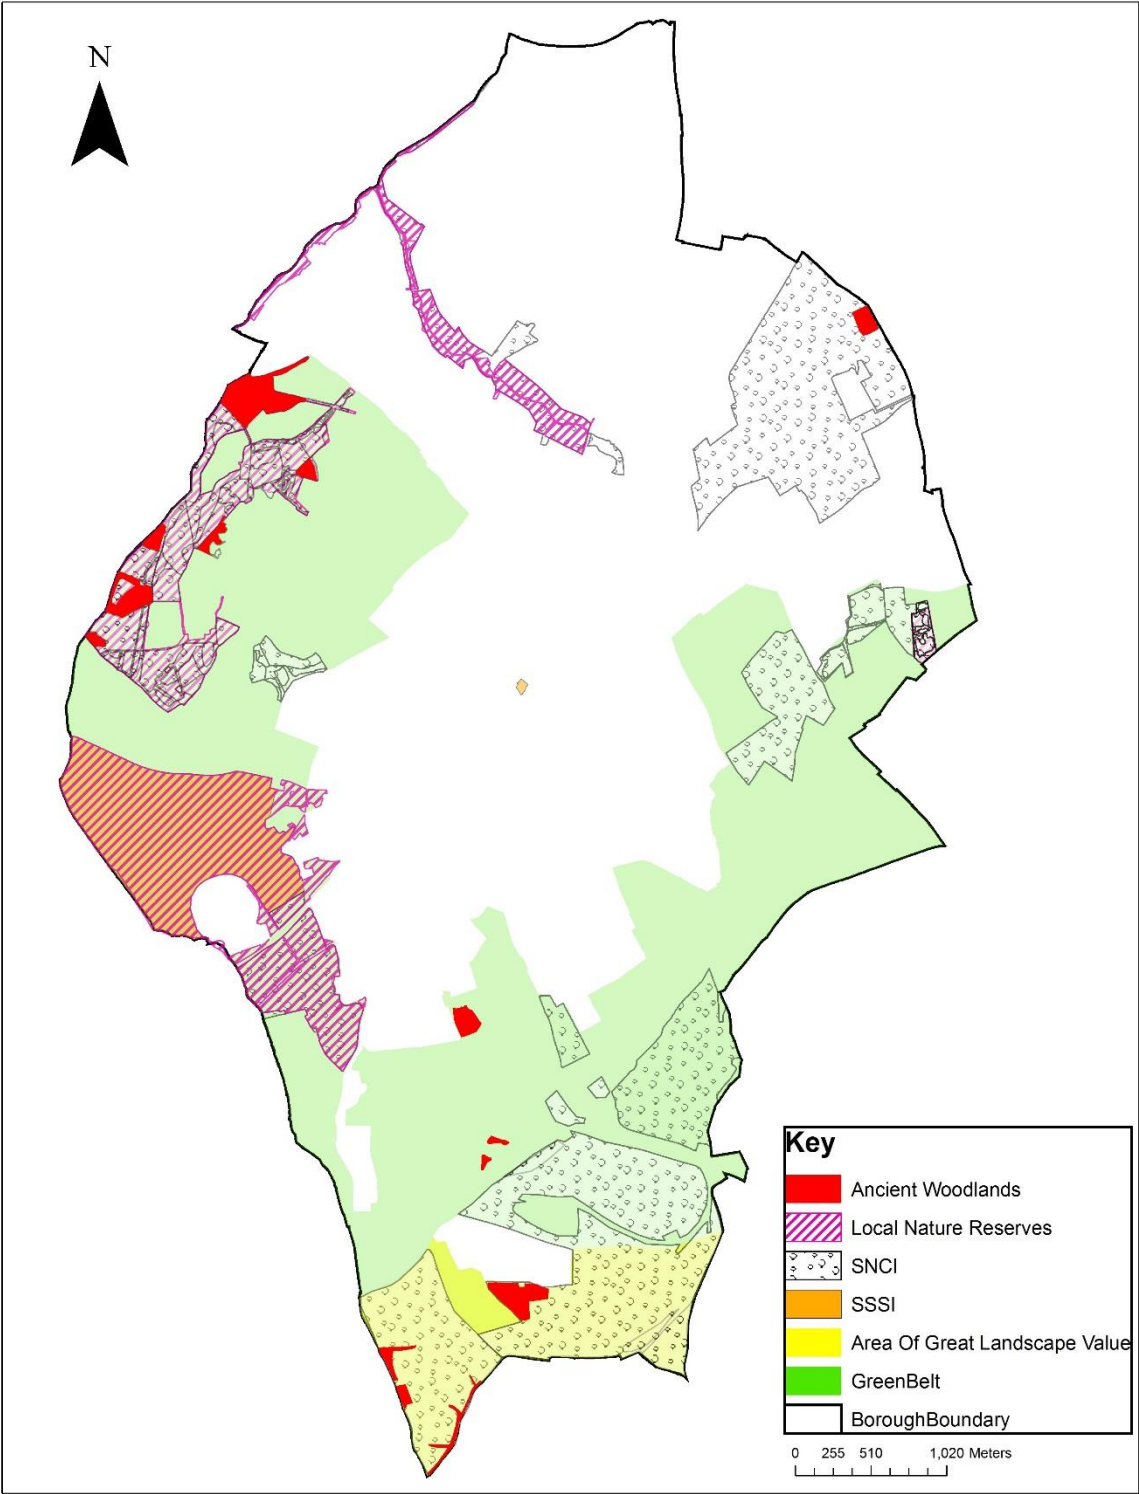 N
Key
Ancient Woodlands
Local Nature Reserves
SNCI
SSSI
Area Of Great Landscape Value
GreenBelt
BoroughBoundary
0 255 510 1,020 Meters